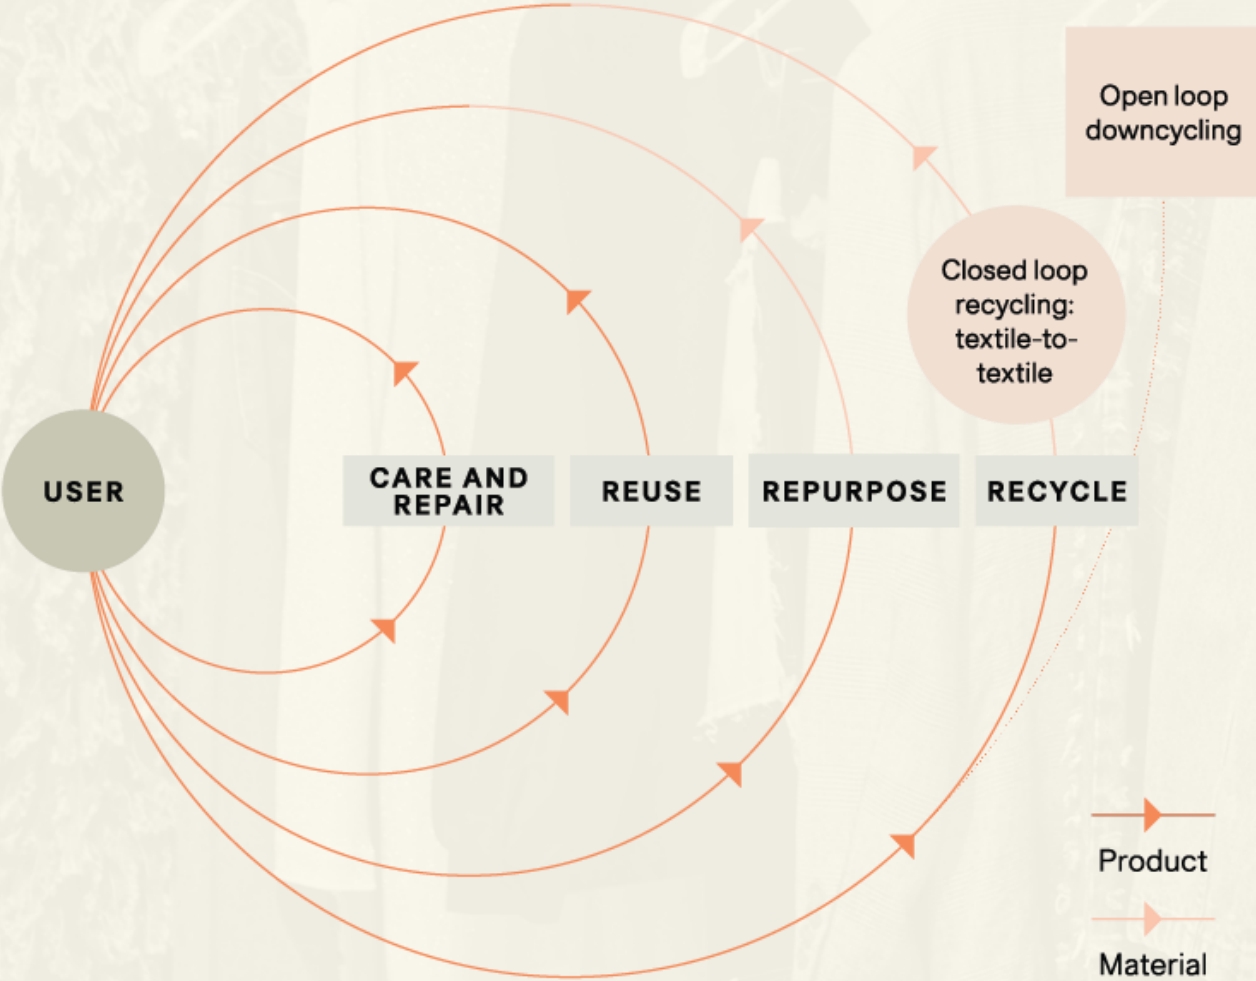 Open loop
downcycling
Closed loop
recycling:
textile-to-
textile
USER
CARE AND
REPAIR
REUSE
REPURPOSE
RECYCLE
Product
Material